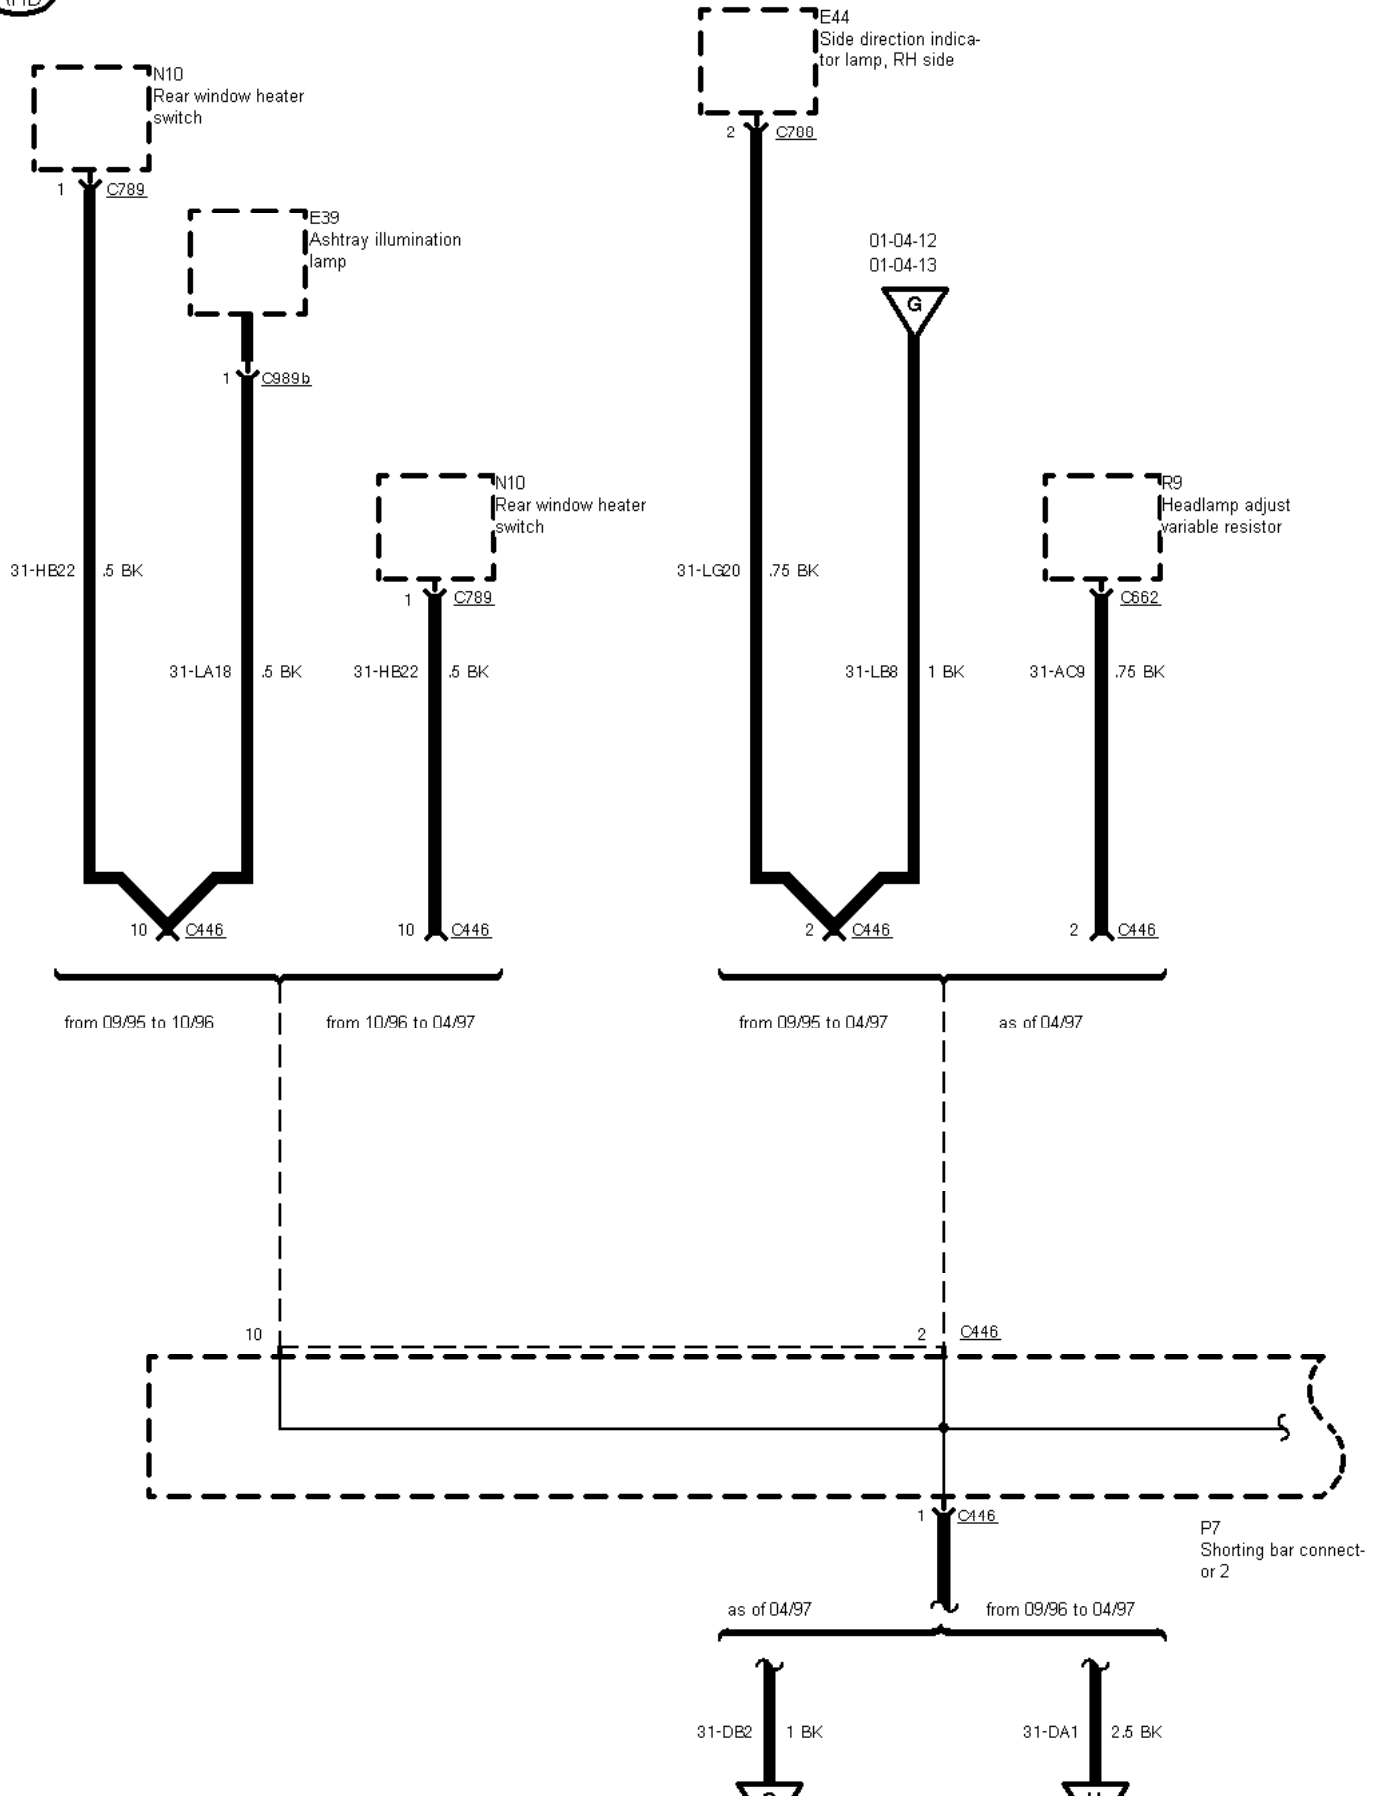 E44
Side direction indica-
tor lamp, RH side
2 C788
N10
Rear window heater
switch
1 C789
E39
Ashtray illumination
lamp
1 C989b
01-04-12
01-04-13
G
N10
Rear window heater
switch
1 C789
R9
Headlamp adjust
variable resistor
C662
31-HB22 .5 BK
31-LG20 .75 BK
31-LA18 .5 BK
31-HB22 .5 BK
31-LB8 1 BK
31-AC9 .75 BK
10 C446
10 C446
2 C446
2 C446
from 09/95 to 10/96
from 10/96 to 04/97
from 09/95 to 04/97
as of 04/97
10
2 C446
1 C446
P7
Shorting bar connect-
or 2
as of 04/97
from 09/96 to 04/97
31-DB2 1 BK
31-DA1 2.5 BK